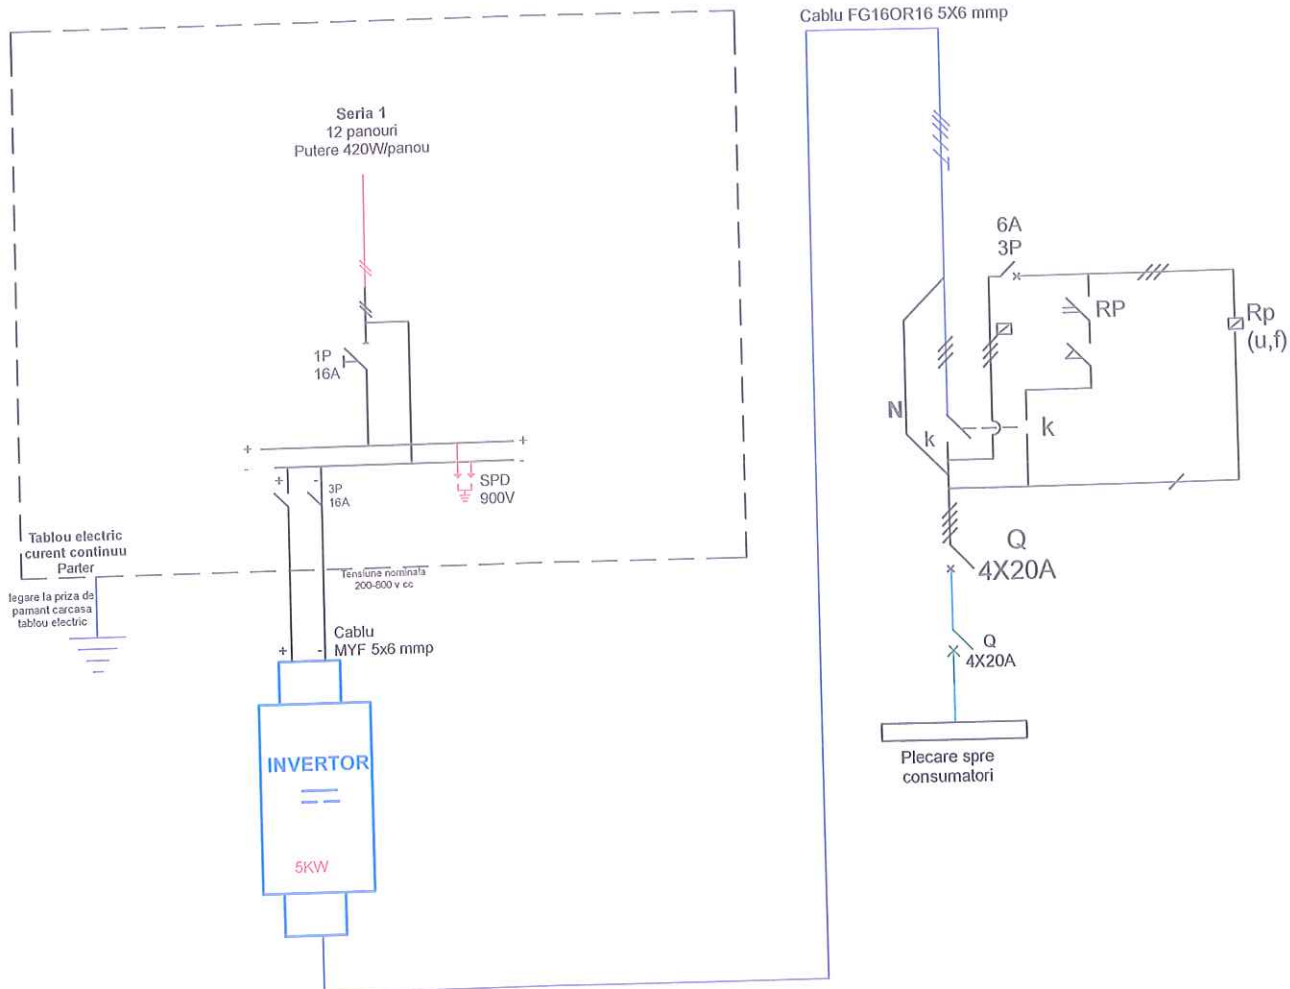 Cablu FG16OR16 5X6 mmp
Seria 1
12 panouri
Putere 420W/panou
1P
16A
+
+
-
-
+
-
3P
16A
SPD
900V
Tablou electric
curent continuu
Parter
Tensiune nominala
200-800 v cc
legare la priza de
pamant carcasa
tablou electric
Cablu
MYF 5x6 mmp
+
-
INVERTOR
5KW
6A
3P
RP
Rp
(u,f)
N
k
k
Q
4X20A
Q
4X20A
Plecare spre
consumatori